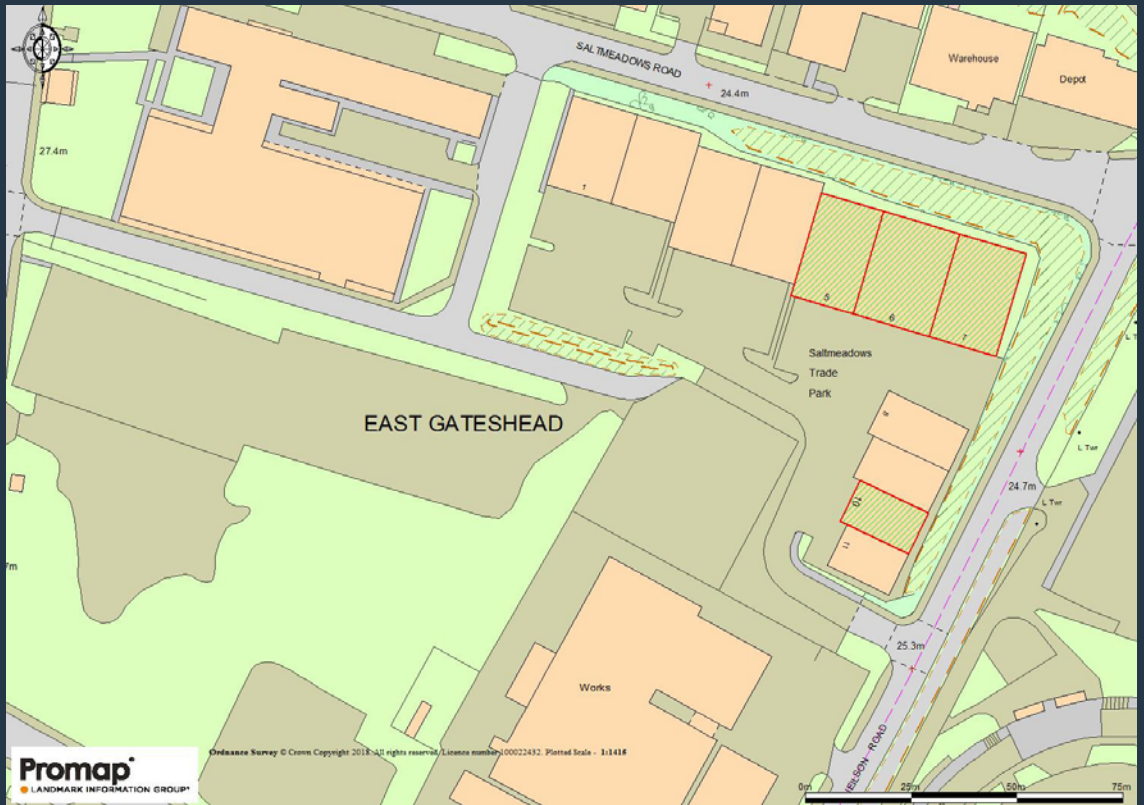 SALTMEADOWS ROAD
24.4m
Warehouse
Depot
27.4m
1
5
6
7
Saltmeadows
Trade
Park
EAST GATESHEAD
8
10
11
L Twr
24.7m
L Twr
25.3m
7m
Works
NEILSON ROAD
Ordnance Survey © Crown Copyright 2018. All rights reserved. Licence number 100022432. Plotted Scale - 1:1415
Promap
LANDMARK INFORMATION GROUP
0m 25m 50m 75m